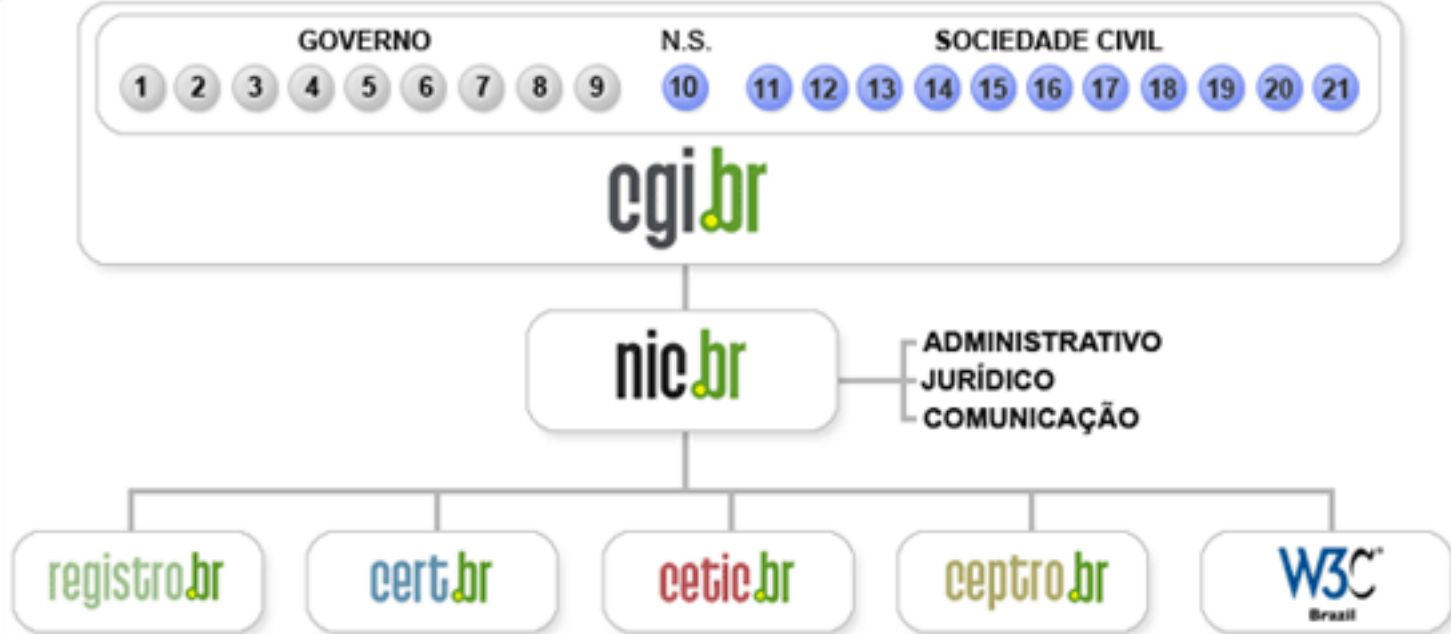 GOVERNO N.S. SOCIEDADE CIVIL
1 2 3 4 5 6 7 8 9 10 11 12 13 14 15 16 17 18 19 20 21
cgi.br
nic.br
ADMINISTRATIVO
JURÍDICO
COMUNICAÇÃO
registro.br cert.br cetic.br ceptro.br W3C
Brazil